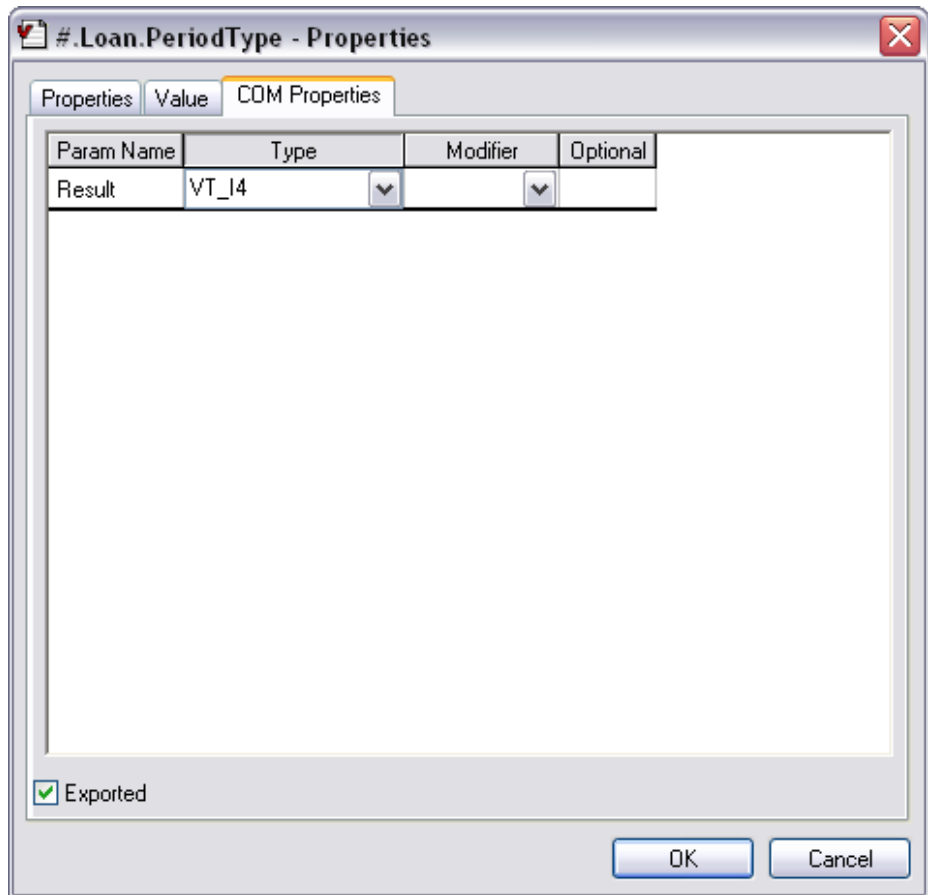 #.Loan.PeriodType - Properties
Properties Value COM Properties
Param Name Type Modifier Optional
Result VT_I4
Exported
OK Cancel